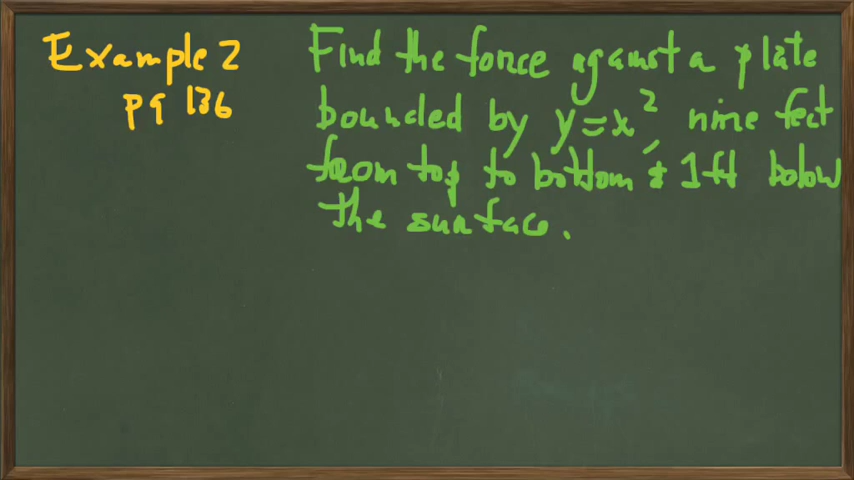 Example 2
pg 136
Find the force against a plate
bounded by y=x², nine feet
from top to bottom & 1ft below
the surface.